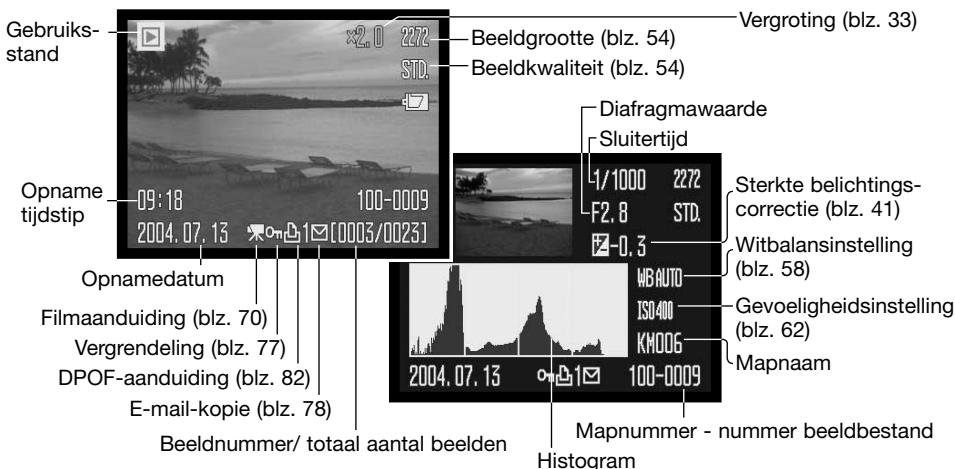 Gebruiks-
stand
×2.0 2272
STD.
Vergroting (blz. 33)
Beeldgrootte (blz. 54)
Beeldkwaliteit (blz. 54)
Opname
tijdstip
09:18 100-0009
2004.07.13 1 [0003/0023]
Opnamedatum
Filmaanduiding (blz. 70)
Vergrendeling (blz. 77)
DPOF-aanduiding (blz. 82)
E-mail-kopie (blz. 78)
Beeldnummer/ totaal aantal beelden
Diafragmawaarde
Sluitertijd
1/1000 2272
F2.8 STD.
-0.3
WB AUTO
ISO 400
KM006
2004.07.13 1 100-0009
Sterkte belichtings-
correctie (blz. 41)
Witbalansinstelling
(blz. 58)
Gevoeligheidsinstelling
(blz. 62)
Mapnaam
Mapnummer - nummer beeldbestand
Histogram